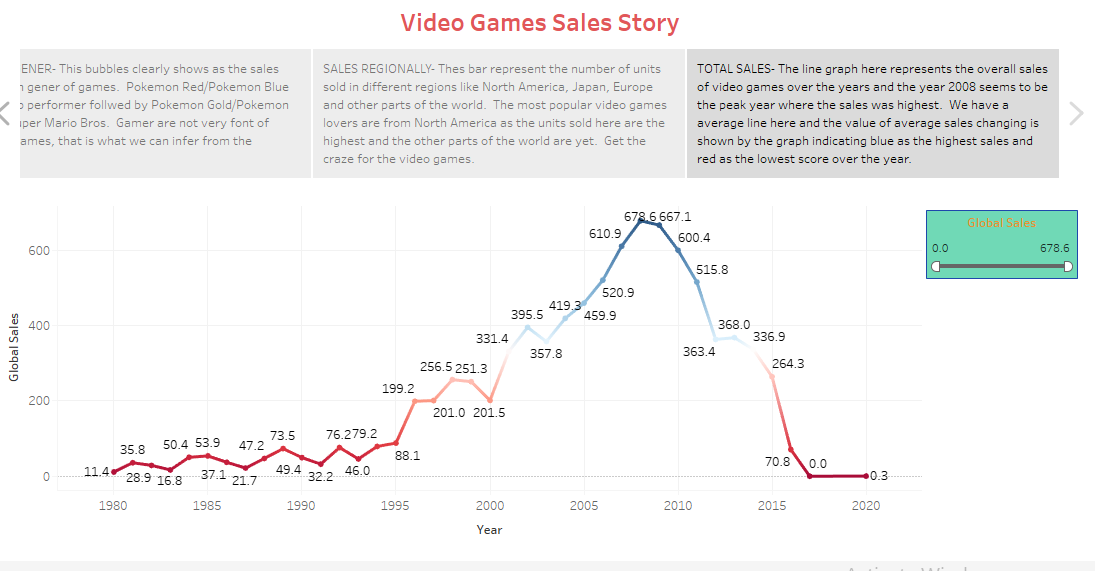 Video Games Sales Story
ENER- This bubbles clearly shows as the sales
gener of games. Pokemon Red/Pokemon Blue
performer follwed by Pokemon Gold/Pokemon
per Mario Bros. Gamer are not very font of
ames, that is what we can infer from the
SALES REGIONALLY- Thes bar represent the number of units
sold in different regions like North America, Japan, Europe
and other parts of the world. The most popular video games
lovers are from North America as the units sold here are the
highest and the other parts of the world are yet. Get the
craze for the video games.
TOTAL SALES- The line graph here represents the overall sales
of video games over the years and the year 2008 seems to be
the peak year where the sales was highest. We have a
average line here and the value of average sales changing is
shown by the graph indicating blue as the highest sales and
red as the lowest score over the year.
Global Sales
0.0 678.6
Global Sales
600
400
200
0
11.4
35.8
28.9
16.8
50.4
53.9
37.1
21.7
47.2
73.5
49.4
32.2
76.2
46.0
79.2
88.1
199.2
201.0
256.5
251.3
201.5
331.4
395.5
357.8
419.3
459.9
520.9
610.9
678.6
667.1
600.4
515.8
363.4
368.0
336.9
264.3
70.8
0.0
0.3
1980 1985 1990 1995 2000 2005 2010 2015 2020
Year